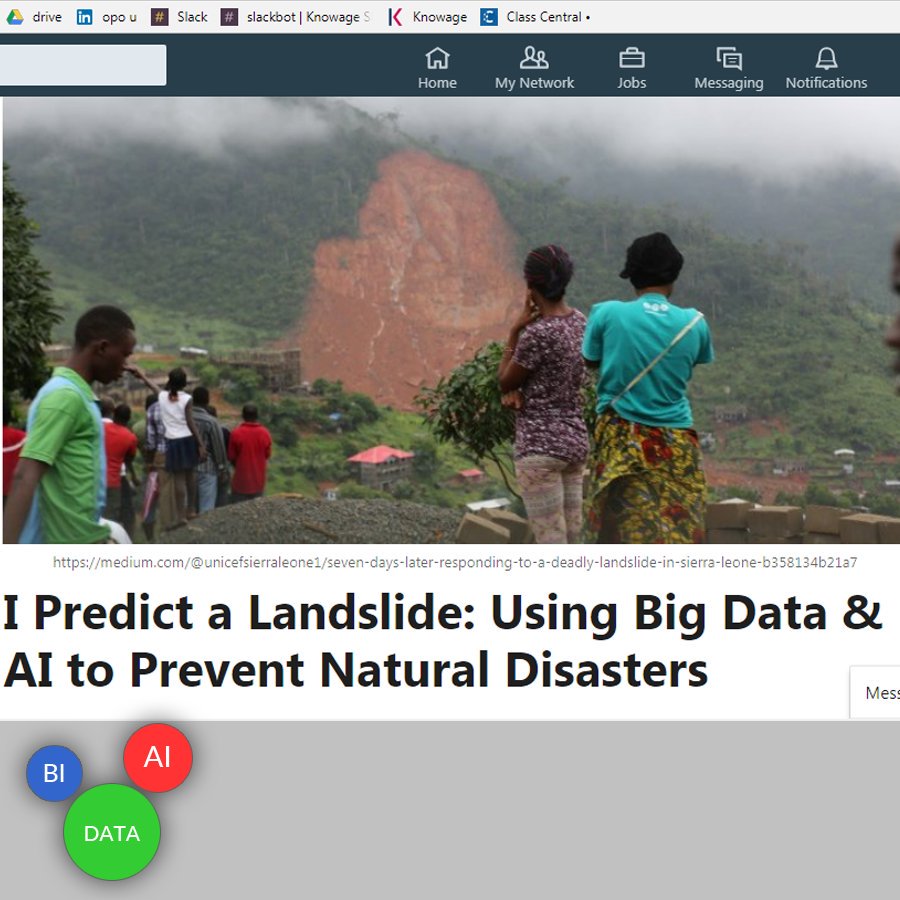 drive opo u Slack slackbot | Knowage S Knowage Class Central •
Home My Network Jobs Messaging Notifications
https://medium.com/@unicefsierraleone1/seven-days-later-responding-to-a-deadly-landslide-in-sierra-leone-b358134b21a7
I Predict a Landslide: Using Big Data &
AI to Prevent Natural Disasters
Mess
BI
AI
DATA